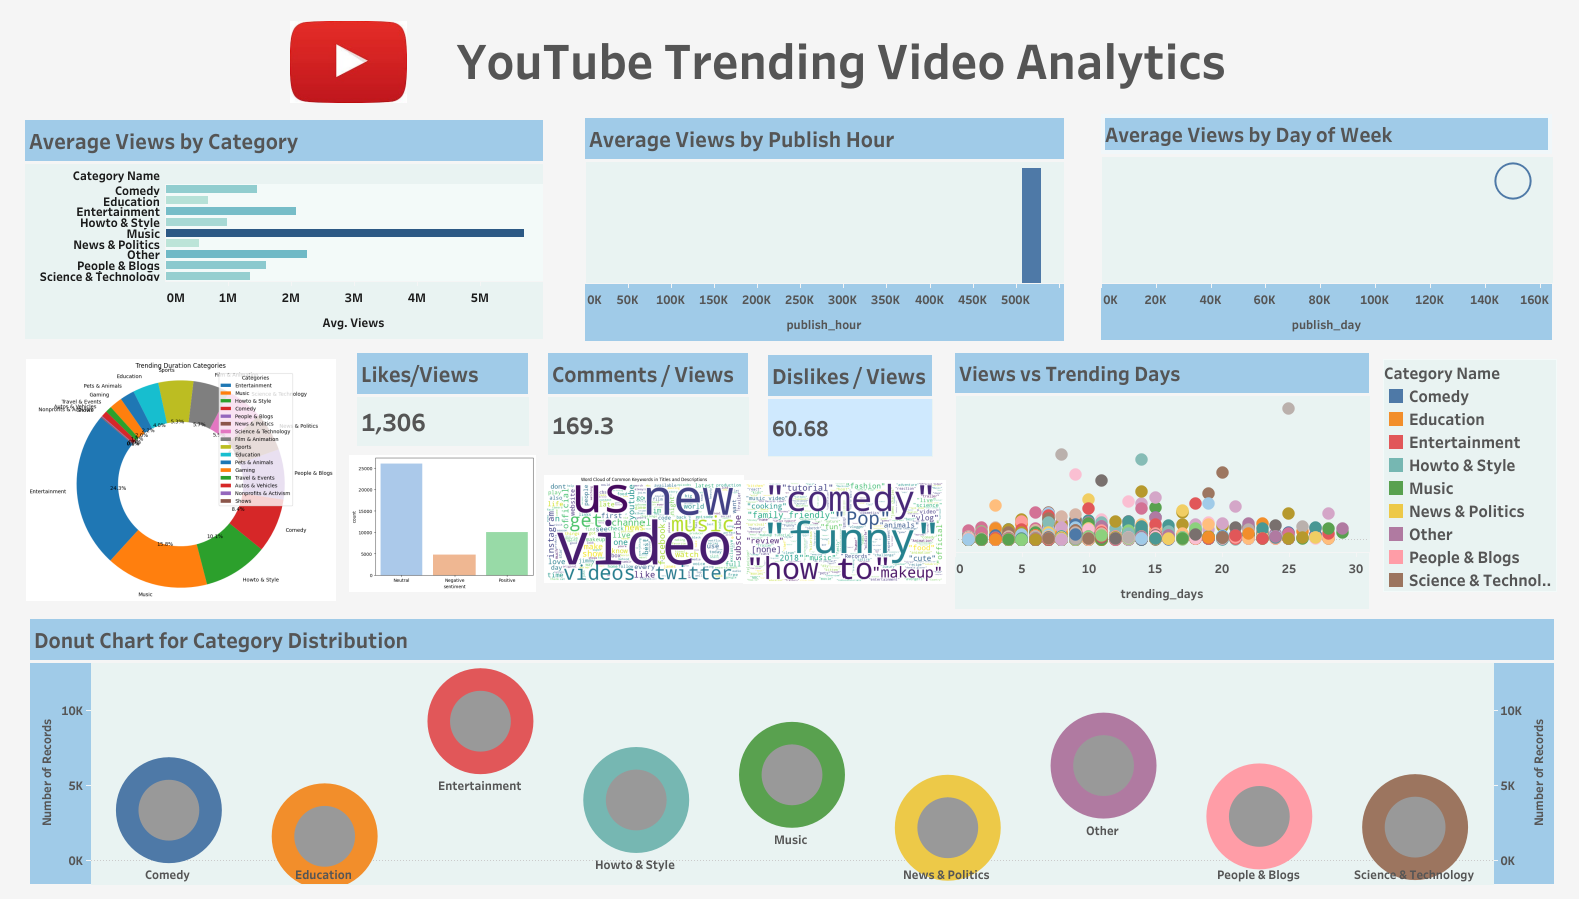 YouTube Trending Video Analytics
Average Views by Category
Category Name
Comedy
Education
Entertainment
Howto & Style
Music
News & Politics
Other
People & Blogs
Science & Technology
0M 1M 2M 3M 4M 5M
Avg. Views
Average Views by Publish Hour
0K 50K 100K 150K 200K 250K 300K 350K 400K 450K 500K
publish_hour
Average Views by Day of Week
0K 20K 40K 60K 80K 100K 120K 140K 160K
publish_day
Trending Duration Categories
Sports
Education
Pets & Animals
Gaming
Travel & Events
Entertainment
Music
Howto & Style
Comedy
People & Blogs
24.3%
15.8%
10.1%
8.4%
5.3%
Categories
Entertainment
Music
Howto & Style
Comedy
People & Blogs
News & Politics
Science & Technology
Film & Animation
Sports
Education
Pets & Animals
Gaming
Travel & Events
Autos & Vehicles
Nonprofits & Activism
Shows
Likes/Views
1,306
Comments / Views
169.3
Dislikes / Views
60.68
25000
20000
15000
10000
5000
0
count
Neutral Negative Positive
sentiment
Word Cloud of Common Keywords in Titles and Descriptions
us new
get channel music
video
videos twitter
like
subscribe
instagram
facebook
"tutorial" "fashion"
"comedy"
"cooking"
"family friendly" "Pop"
"animals"
"funny"
"review"
[none]
"2018" "music"
"how to" "makeup"
"cute"
"vlog"
Views vs Trending Days
0 5 10 15 20 25 30
trending_days
Category Name
Comedy
Education
Entertainment
Howto & Style
Music
News & Politics
Other
People & Blogs
Science & Technol..
Donut Chart for Category Distribution
Number of Records
10K
5K
0K
Comedy
Education
Entertainment
Howto & Style
Music
News & Politics
Other
People & Blogs
Science & Technology
10K
5K
0K
Number of Records